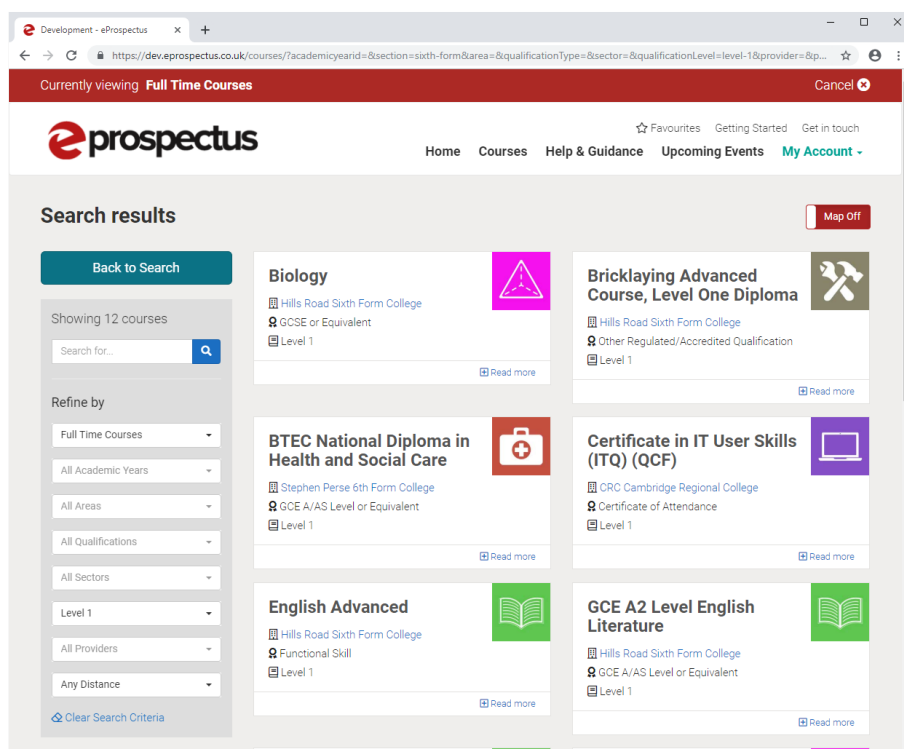 Development - eProspectus
https://dev.eprospectus.co.uk/courses/?academicyearid=&section=sixth-form&area=&qualificationType=&sector=&qualificationLevel=level-1&provider=&p...
Currently viewing Full Time Courses
Cancel
eprospectus
Favourites Getting Started Get in touch
Home Courses Help & Guidance Upcoming Events My Account
Search results
Map Off
Back to Search
Showing 12 courses
Search for...
Refine by
Full Time Courses
All Academic Years
All Areas
All Qualifications
All Sectors
Level 1
All Providers
Any Distance
Clear Search Criteria
Biology
Hills Road Sixth Form College
GCSE or Equivalent
Level 1
Read more
Bricklaying Advanced
Course, Level One Diploma
Hills Road Sixth Form College
Other Regulated/Accredited Qualification
Level 1
Read more
BTEC National Diploma in
Health and Social Care
Stephen Perse 6th Form College
GCE A/AS Level or Equivalent
Level 1
Read more
Certificate in IT User Skills
(ITQ) (QCF)
CRC Cambridge Regional College
Certificate of Attendance
Level 1
Read more
English Advanced
Hills Road Sixth Form College
Functional Skill
Level 1
Read more
GCE A2 Level English
Literature
Hills Road Sixth Form College
GCE A/AS Level or Equivalent
Level 1
Read more